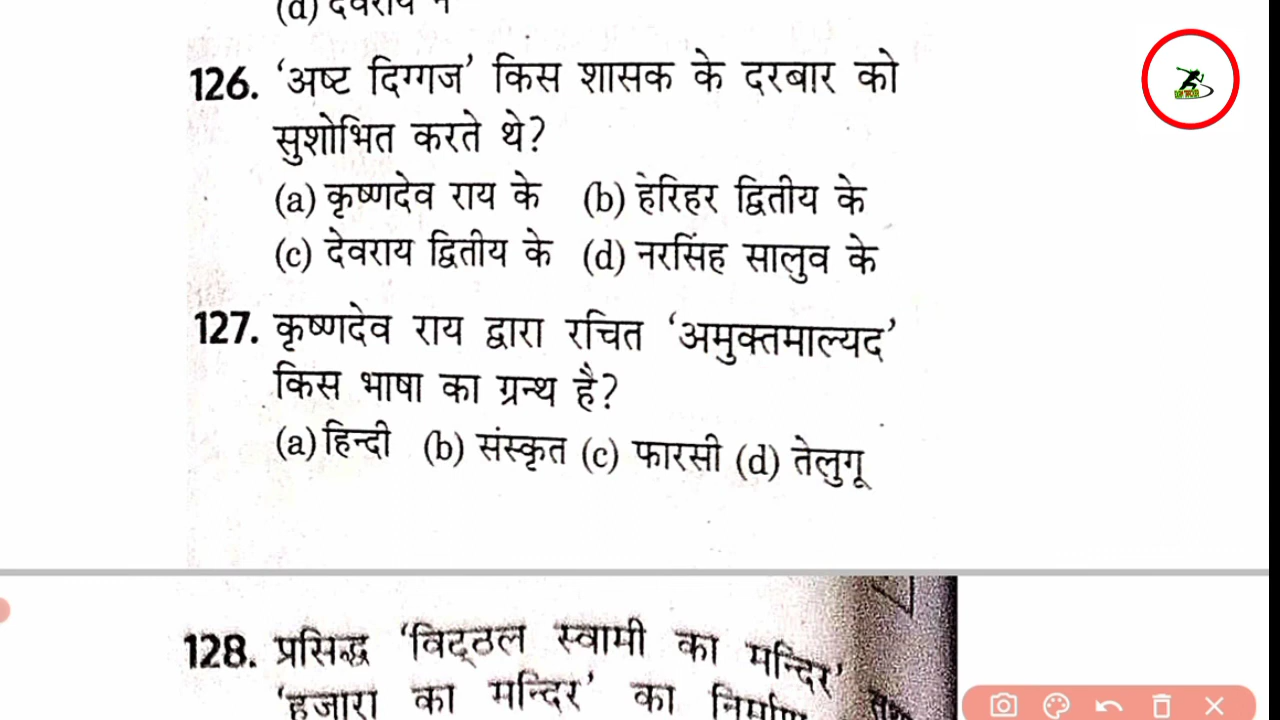 (d) देवराय ने
126. ‘अष्ट दिग्गज’ किस शासक के दरबार को
सुशोभित करते थे?
(a) कृष्णदेव राय के (b) हेरिहर द्वितीय के
(c) देवराय द्वितीय के (d) नरसिंह सालुव के
127. कृष्णदेव राय द्वारा रचित ‘अमुक्तमाल्यद’
किस भाषा का ग्रन्थ है?
(a) हिन्दी (b) संस्कृत (c) फारसी (d) तेलुगू
128. प्रसिद्ध ‘विट्ठल स्वामी का मन्दिर’
‘हजारा का मन्दिर’ का निर्माण